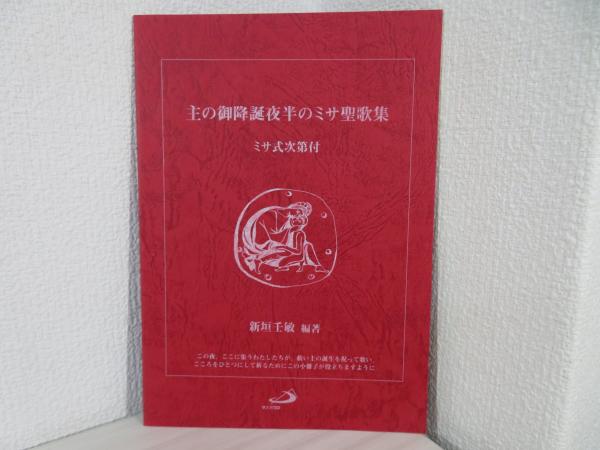 主の御降誕夜半のミサ聖歌集
ミサ式次第付
新垣壬敏 編著
この夜、ここに集うわたしたちが、救い主の誕生を祝って歌い、
こころをひとつにして祈るためにこの小冊子が役立ちますように